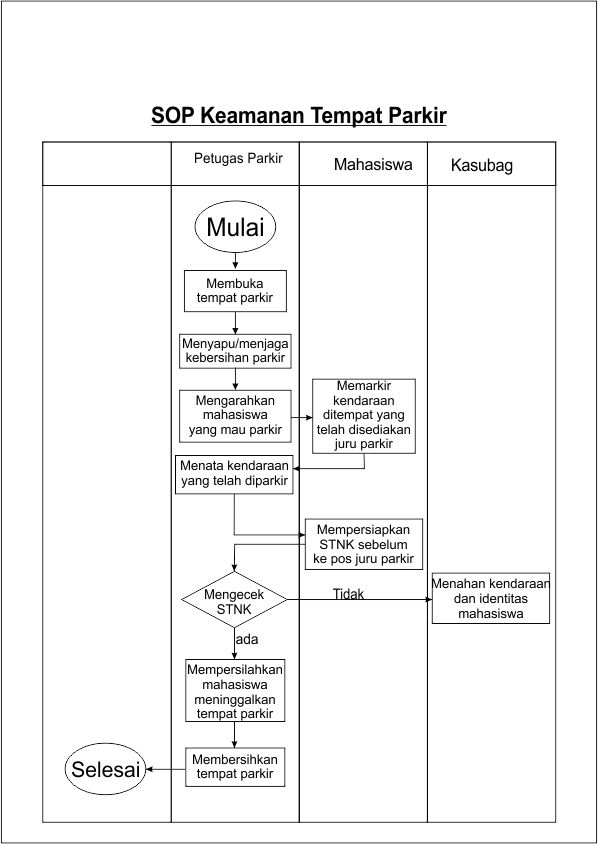 SOP Keamanan Tempat Parkir
Petugas Parkir
Mahasiswa
Kasubag
Mulai
Membuka
tempat parkir
Menyapu/menjaga
kebersihan parkir
Mengarahkan
mahasiswa
yang mau parkir
Memarkir
kendaraan
ditempat yang
telah disediakan
juru parkir
Menata kendaraan
yang telah diparkir
Mempersiapkan
STNK sebelum
ke pos juru parkir
Mengecek
STNK
Tidak
Menahan kendaraan
dan identitas
mahasiswa
ada
Mempersilahkan
mahasiswa
meninggalkan
tempat parkir
Membersihkan
tempat parkir
Selesai